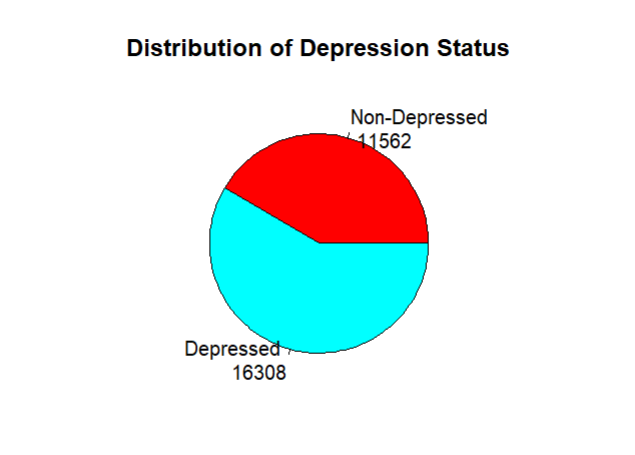 Distribution of Depression Status
Non-Depressed
11562
Depressed
16308